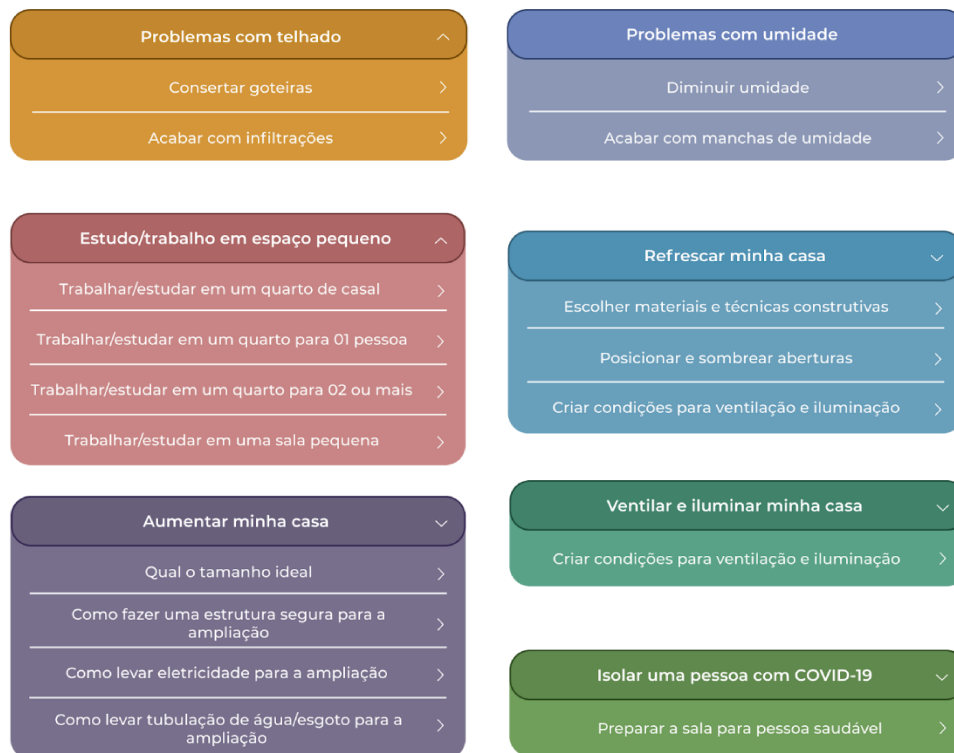 Problemas com telhado
Consertar goteiras
Acabar com infiltrações
Problemas com umidade
Diminuir umidade
Acabar com manchas de umidade
Estudo/trabalho em espaço pequeno
Trabalhar/estudar em um quarto de casal
Trabalhar/estudar em um quarto para 01 pessoa
Trabalhar/estudar em um quarto para 02 ou mais
Trabalhar/estudar em uma sala pequena
Refrescar minha casa
Escolher materiais e técnicas construtivas
Posicionar e sombrear aberturas
Criar condições para ventilação e iluminação
Aumentar minha casa
Qual o tamanho ideal
Como fazer uma estrutura segura para a
ampliação
Como levar eletricidade para a ampliação
Como levar tubulação de água/esgoto para a
ampliação
Ventilar e iluminar minha casa
Criar condições para ventilação e iluminação
Isolar uma pessoa com COVID-19
Preparar a sala para pessoa saudável